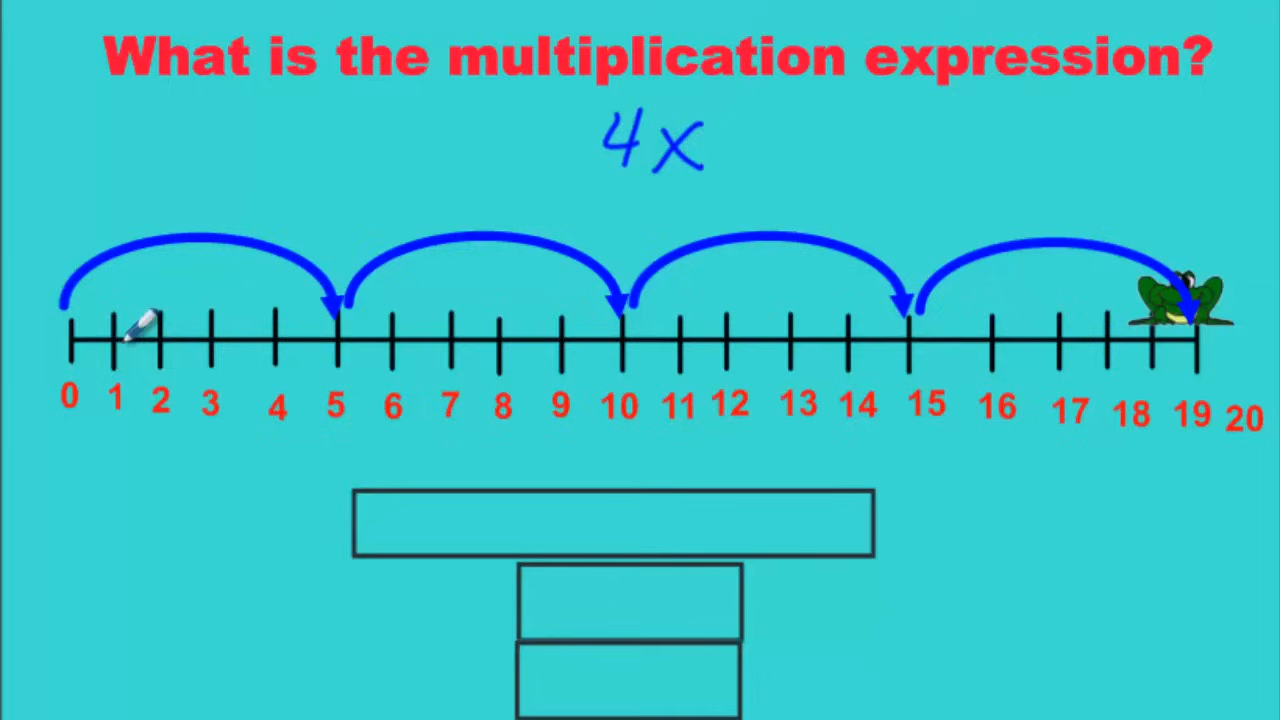 What is the multiplication expression?
4x
0 1 2 3 4 5 6 7 8 9 10 11 12 13 14 15 16 17 18 19 20